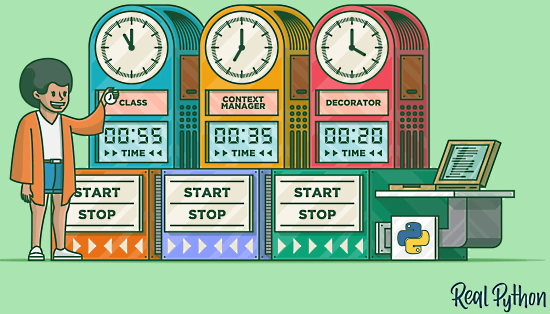 CLASS
CONTEXT
MANAGER
DECORATOR
00:55
TIME
00:35
TIME
00:20
TIME
START
STOP
START
STOP
START
STOP
Real Python